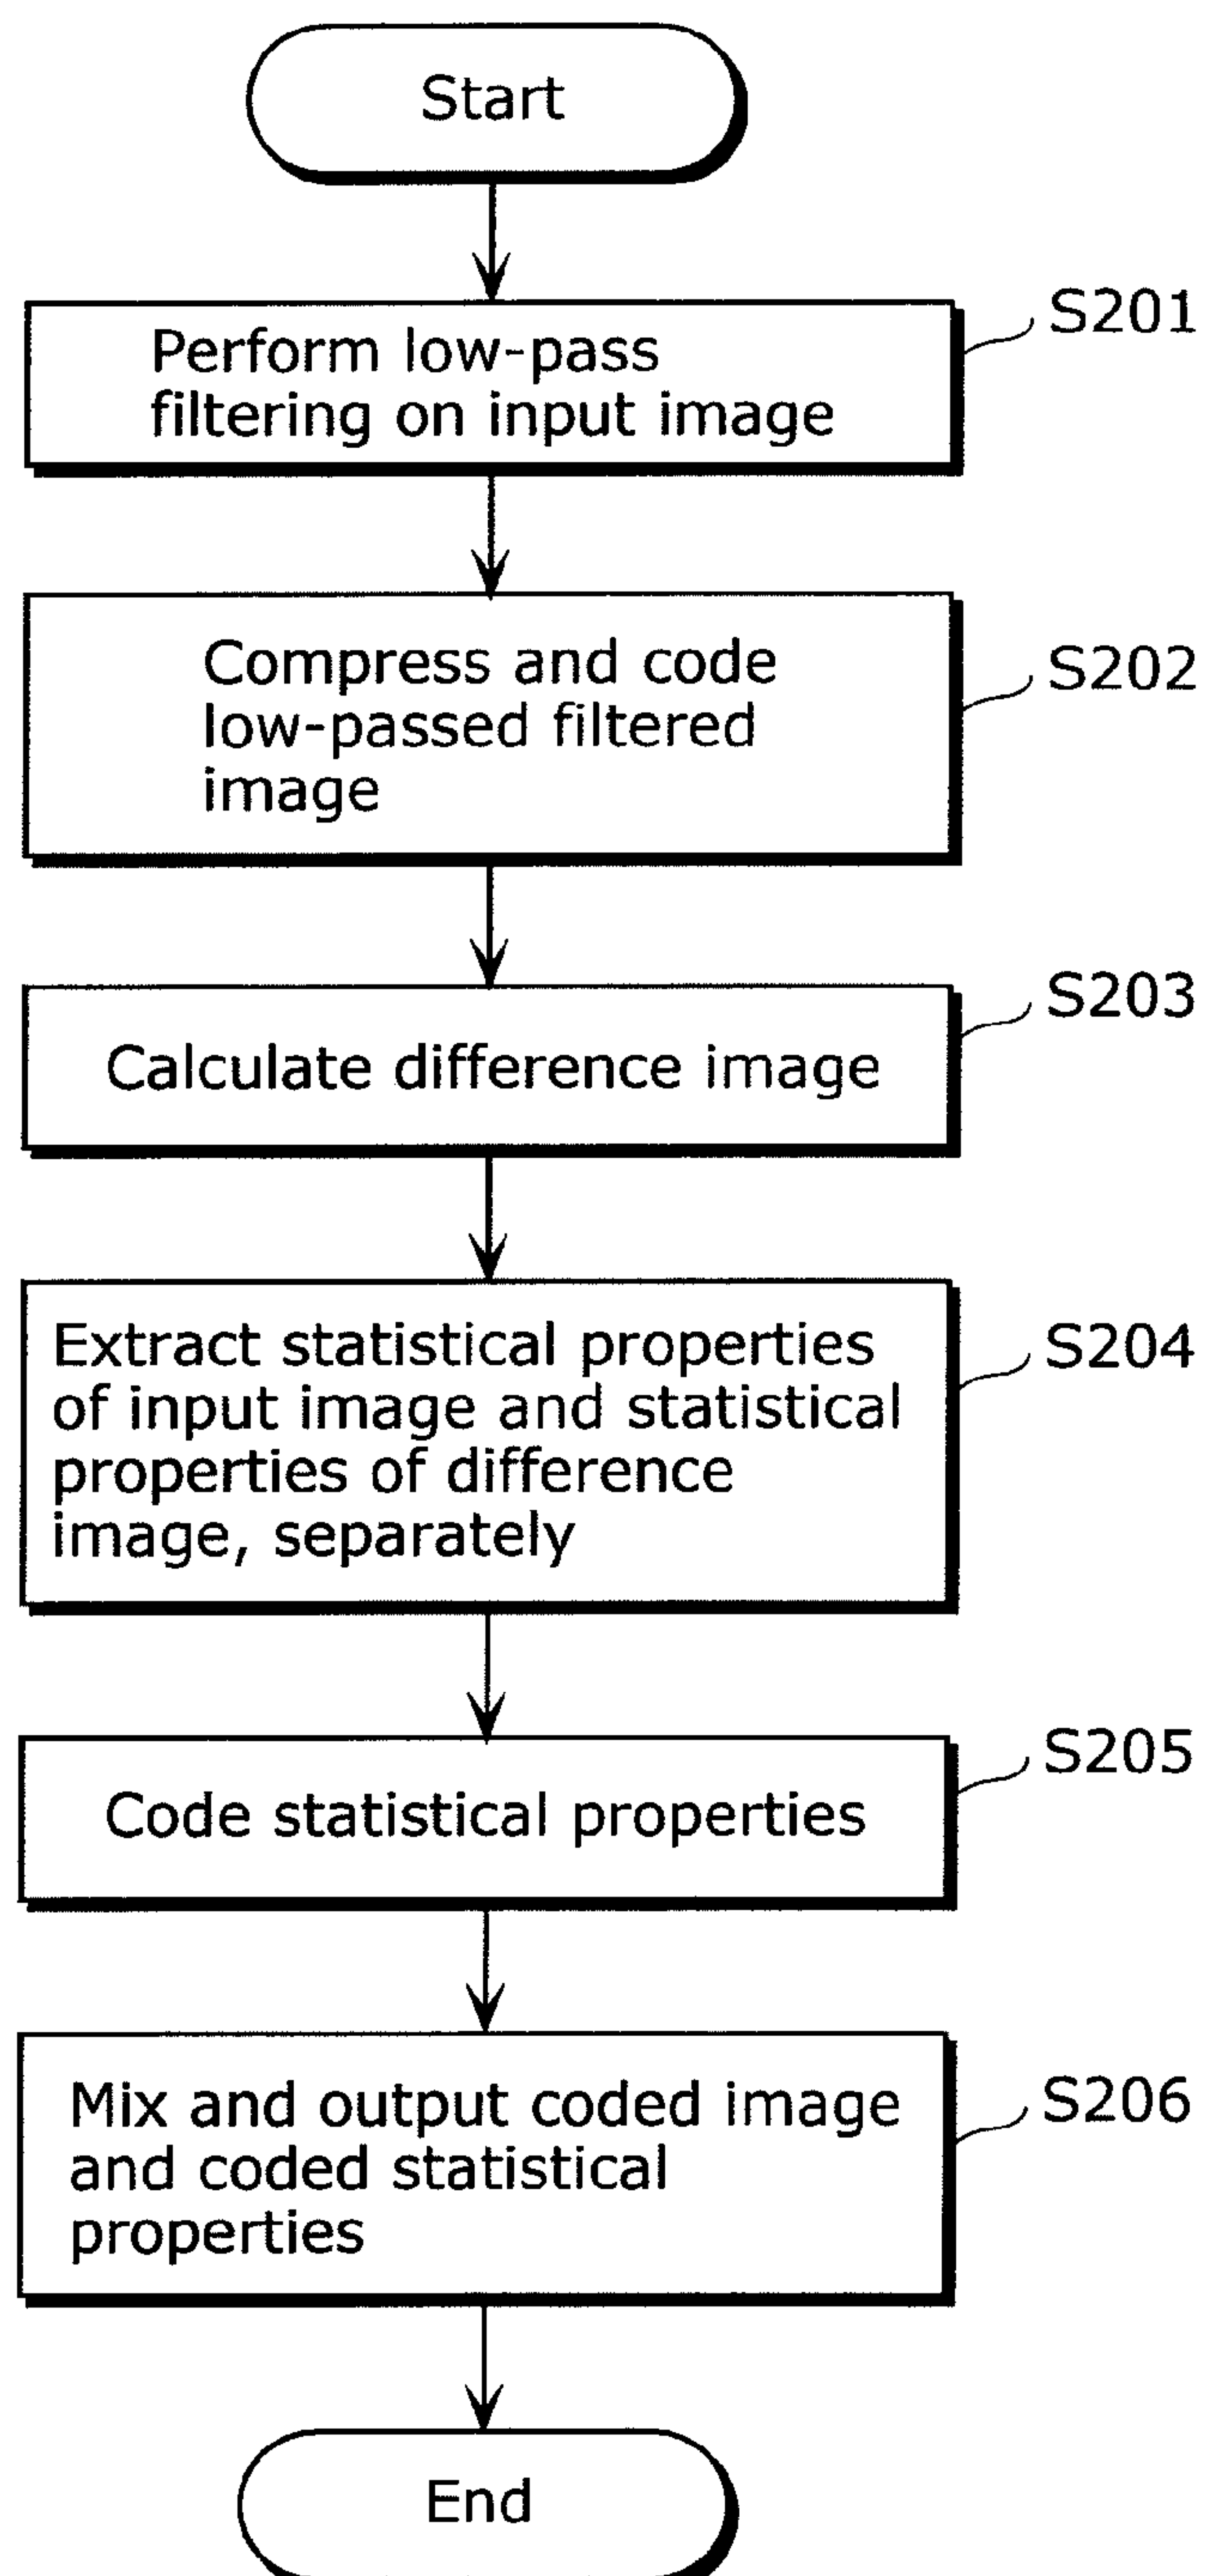 Start
S201
Perform low-pass
filtering on input image
S202
Compress and code
low-passed filtered
image
S203
Calculate difference image
S204
Extract statistical properties
of input image and statistical
properties of difference
image, separately
S205
Code statistical properties
S206
Mix and output coded image
and coded statistical
properties
End